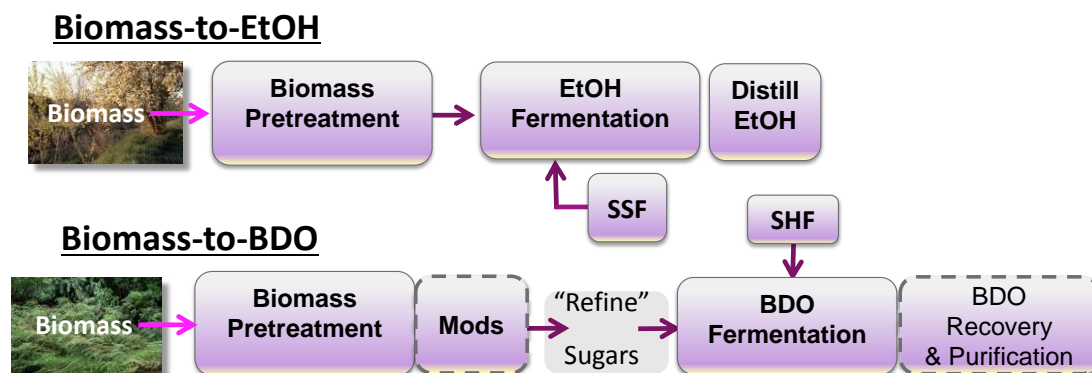 Biomass-to-EtOH
Biomass
Biomass
Pretreatment
EtOH
Fermentation
Distill
EtOH
SSF
SHF
Biomass-to-BDO
Biomass
Biomass
Pretreatment
Mods
“Refine”
Sugars
BDO
Fermentation
BDO
Recovery
& Purification